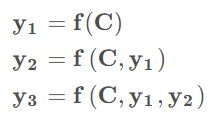 y₁ = f(C)
y₂ = f (C, y₁)
y₃ = f (C, y₁, y₂)